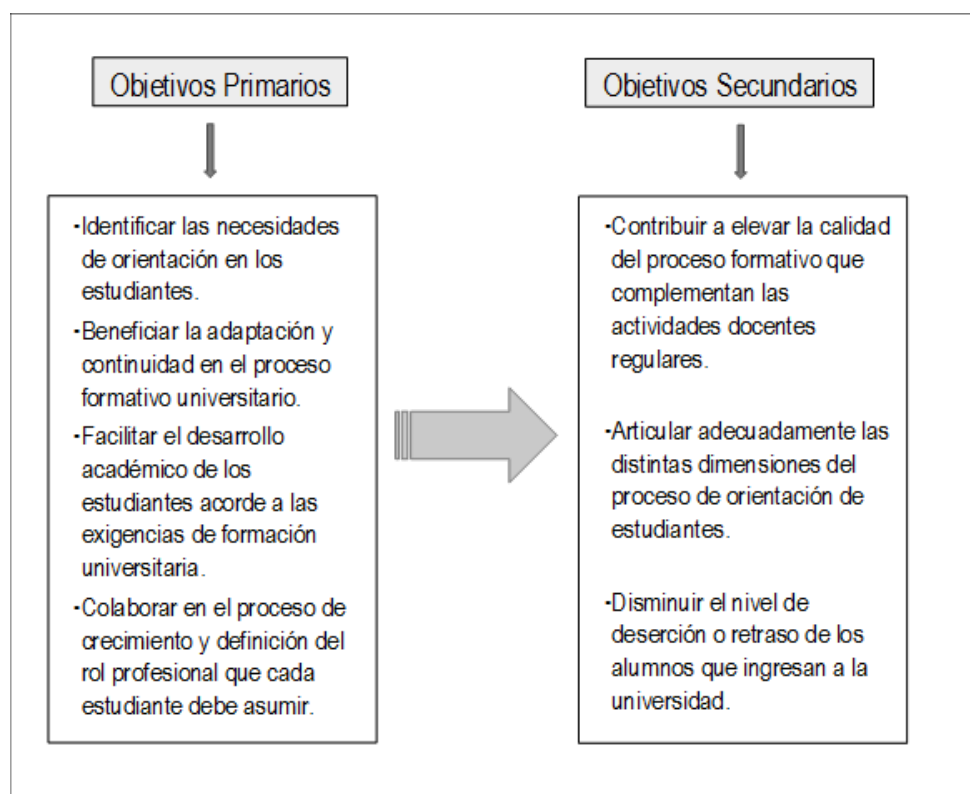 Objetivos Primarios
·Identificar las necesidades
de orientación en los
estudiantes.
·Beneficiar la adaptación y
continuidad en el proceso
formativo universitario.
·Facilitar el desarrollo
académico de los
estudiantes acorde a las
exigencias de formación
universitaria.
·Colaborar en el proceso de
crecimiento y definición del
rol profesional que cada
estudiante debe asumir.
Objetivos Secundarios
·Contribuir a elevar la calidad
del proceso formativo que
complementan las
actividades docentes
regulares.
·Articular adecuadamente las
distintas dimensiones del
proceso de orientación de
estudiantes.
·Disminuir el nivel de
deserción o retraso de los
alumnos que ingresan a la
universidad.